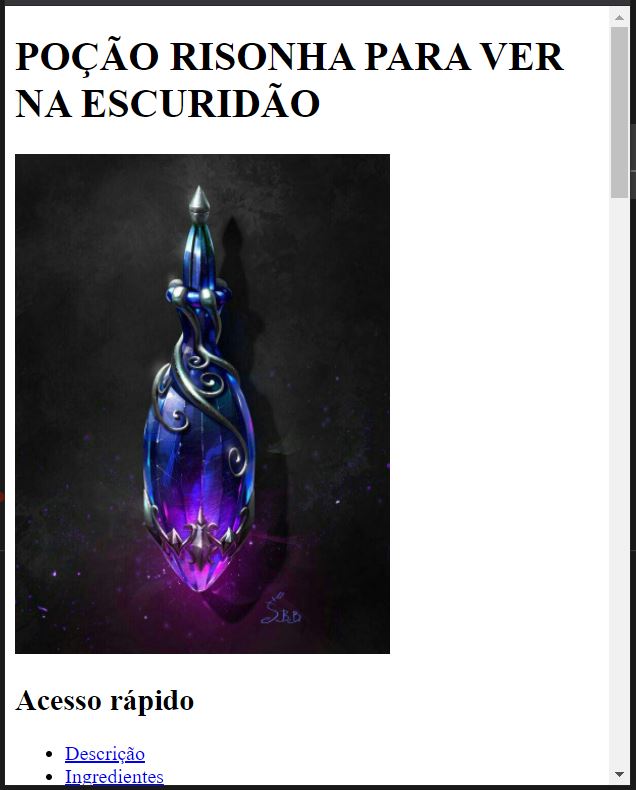 POÇÃO RISONHA PARA VER
NA ESCURIDÃO
Acesso rápido
Descrição
Ingredientes